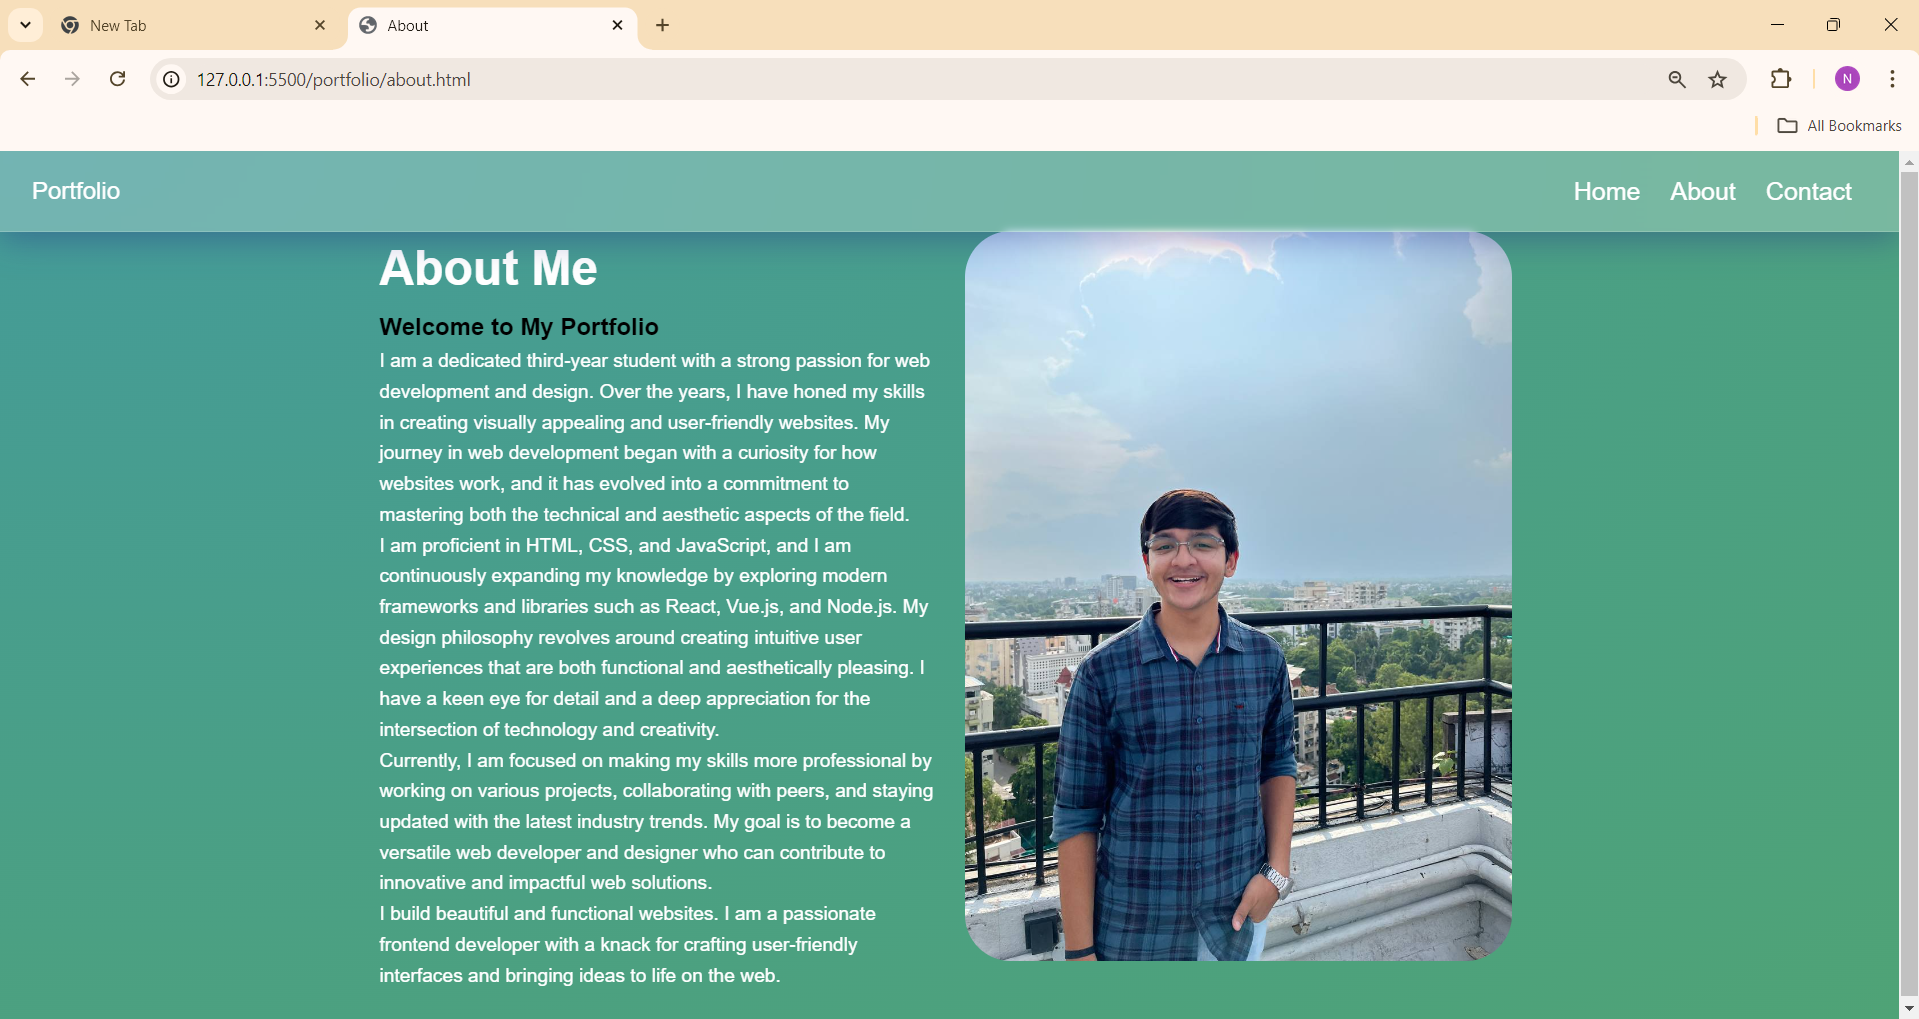 New Tab
About
127.0.0.1:5500/portfolio/about.html
N
All Bookmarks
Portfolio
Home About Contact
About Me
Welcome to My Portfolio
I am a dedicated third-year student with a strong passion for web
development and design. Over the years, I have honed my skills
in creating visually appealing and user-friendly websites. My
journey in web development began with a curiosity for how
websites work, and it has evolved into a commitment to
mastering both the technical and aesthetic aspects of the field.
I am proficient in HTML, CSS, and JavaScript, and I am
continuously expanding my knowledge by exploring modern
frameworks and libraries such as React, Vue.js, and Node.js. My
design philosophy revolves around creating intuitive user
experiences that are both functional and aesthetically pleasing. I
have a keen eye for detail and a deep appreciation for the
intersection of technology and creativity.
Currently, I am focused on making my skills more professional by
working on various projects, collaborating with peers, and staying
updated with the latest industry trends. My goal is to become a
versatile web developer and designer who can contribute to
innovative and impactful web solutions.
I build beautiful and functional websites. I am a passionate
frontend developer with a knack for crafting user-friendly
interfaces and bringing ideas to life on the web.